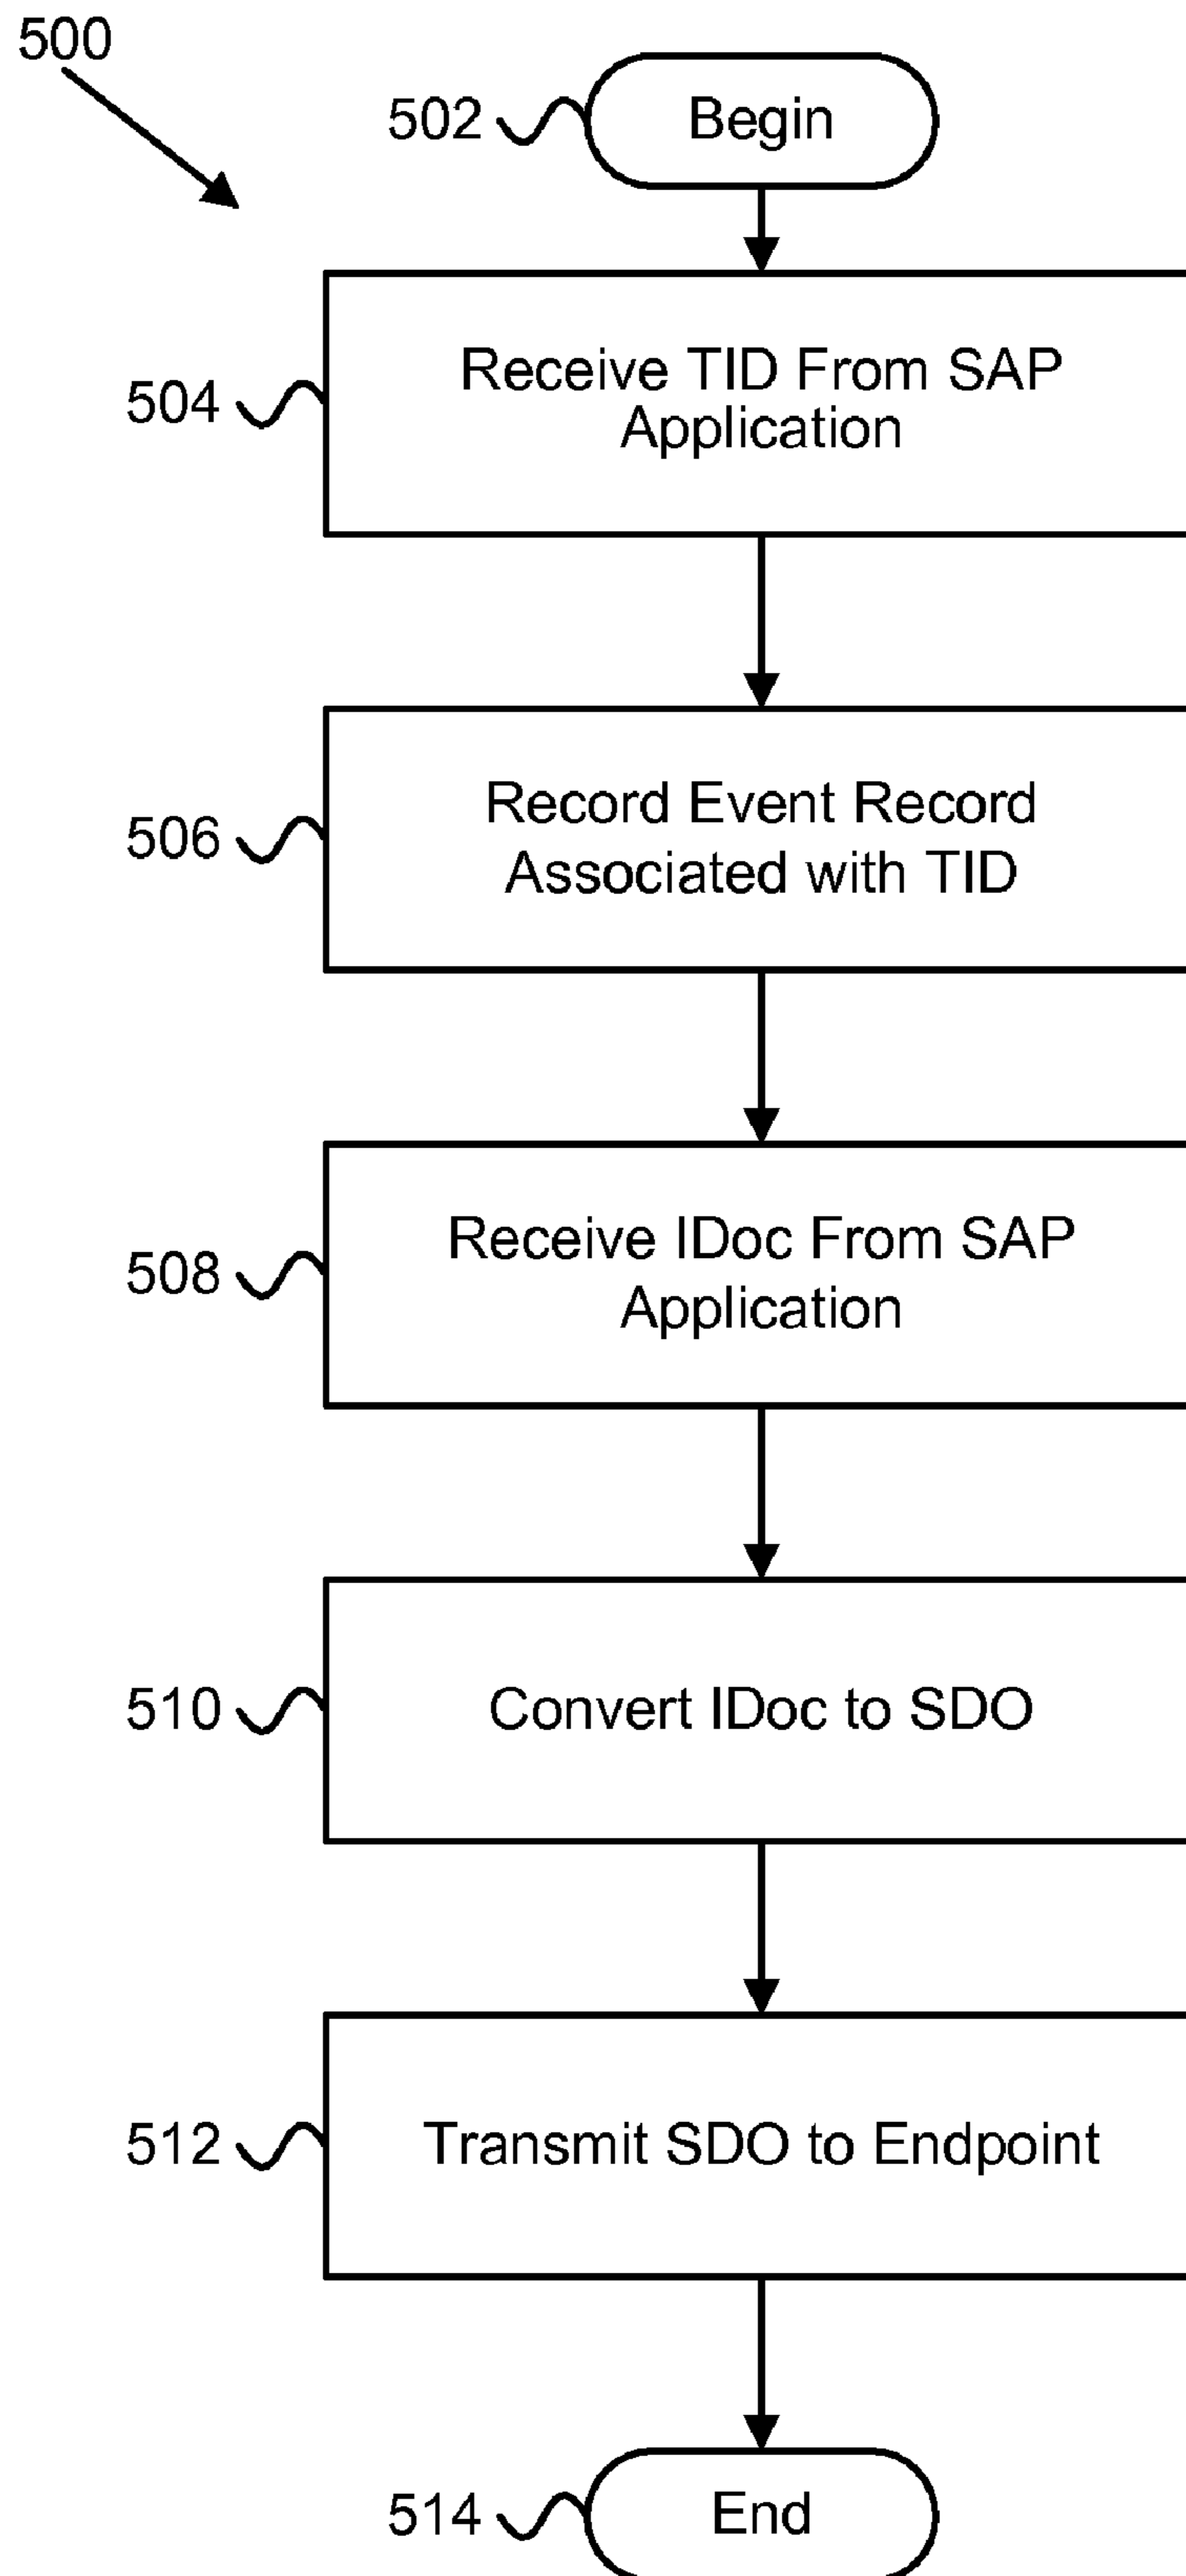 500
502
Begin
504
Receive TID From SAP
Application
506
Record Event Record
Associated with TID
508
Receive IDoc From SAP
Application
510
Convert IDoc to SDO
512
Transmit SDO to Endpoint
514
End